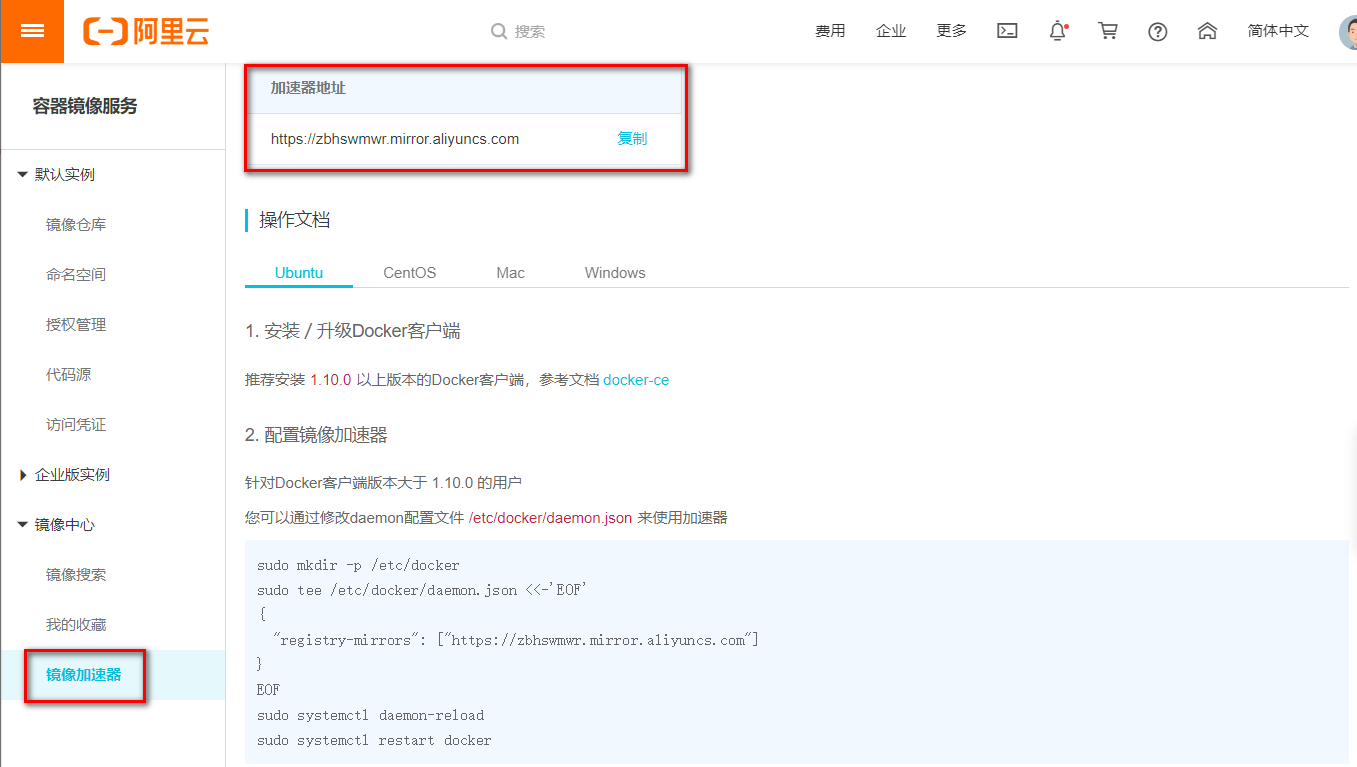 阿里云
搜索
费用
企业
更多
简体中文
容器镜像服务
默认实例
镜像仓库
命名空间
授权管理
代码源
访问凭证
企业版实例
镜像中心
镜像搜索
我的收藏
镜像加速器
加速器地址
https://zbhswmwr.mirror.aliyuncs.com 复制
操作文档
Ubuntu CentOS Mac Windows
1. 安装 / 升级Docker客户端
推荐安装 1.10.0 以上版本的Docker客户端，参考文档 docker-ce
2. 配置镜像加速器
针对Docker客户端版本大于 1.10.0 的用户
您可以通过修改daemon配置文件 /etc/docker/daemon.json 来使用加速器
sudo mkdir -p /etc/docker
sudo tee /etc/docker/daemon.json <<-'EOF'
{
  "registry-mirrors": ["https://zbhswmwr.mirror.aliyuncs.com"]
}
EOF
sudo systemctl daemon-reload
sudo systemctl restart docker